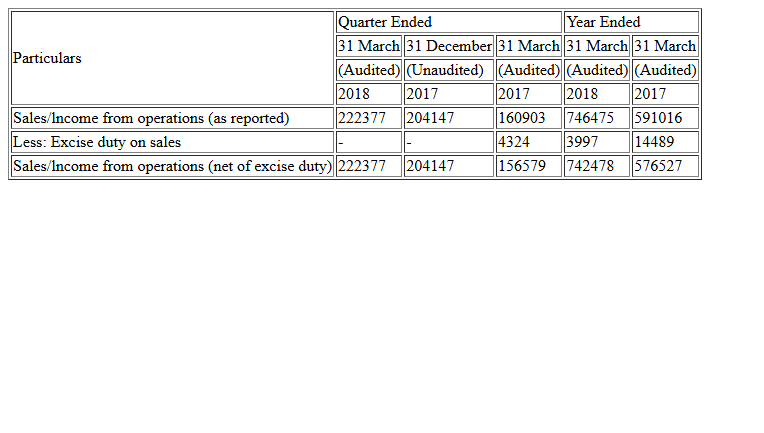 Particulars Quarter Ended Year Ended
31 March 31 December 31 March 31 March 31 March
(Audited) (Unaudited) (Audited) (Audited) (Audited)
2018 2017 2017 2018 2017
Sales/Income from operations (as reported) 222377 204147 160903 746475 591016
Less: Excise duty on sales - - 4324 3997 14489
Sales/Income from operations (net of excise duty) 222377 204147 156579 742478 576527